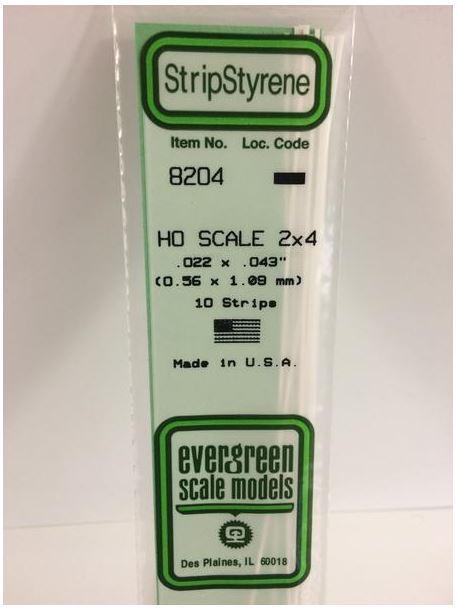 StripStyrene
Item No. Loc. Code
8204
HO SCALE 2x4
.022 x .043"
(0.56 x 1.09 mm)
10 Strips
Made in U.S.A.
evergreen
scale models
Des Plaines, IL 60018